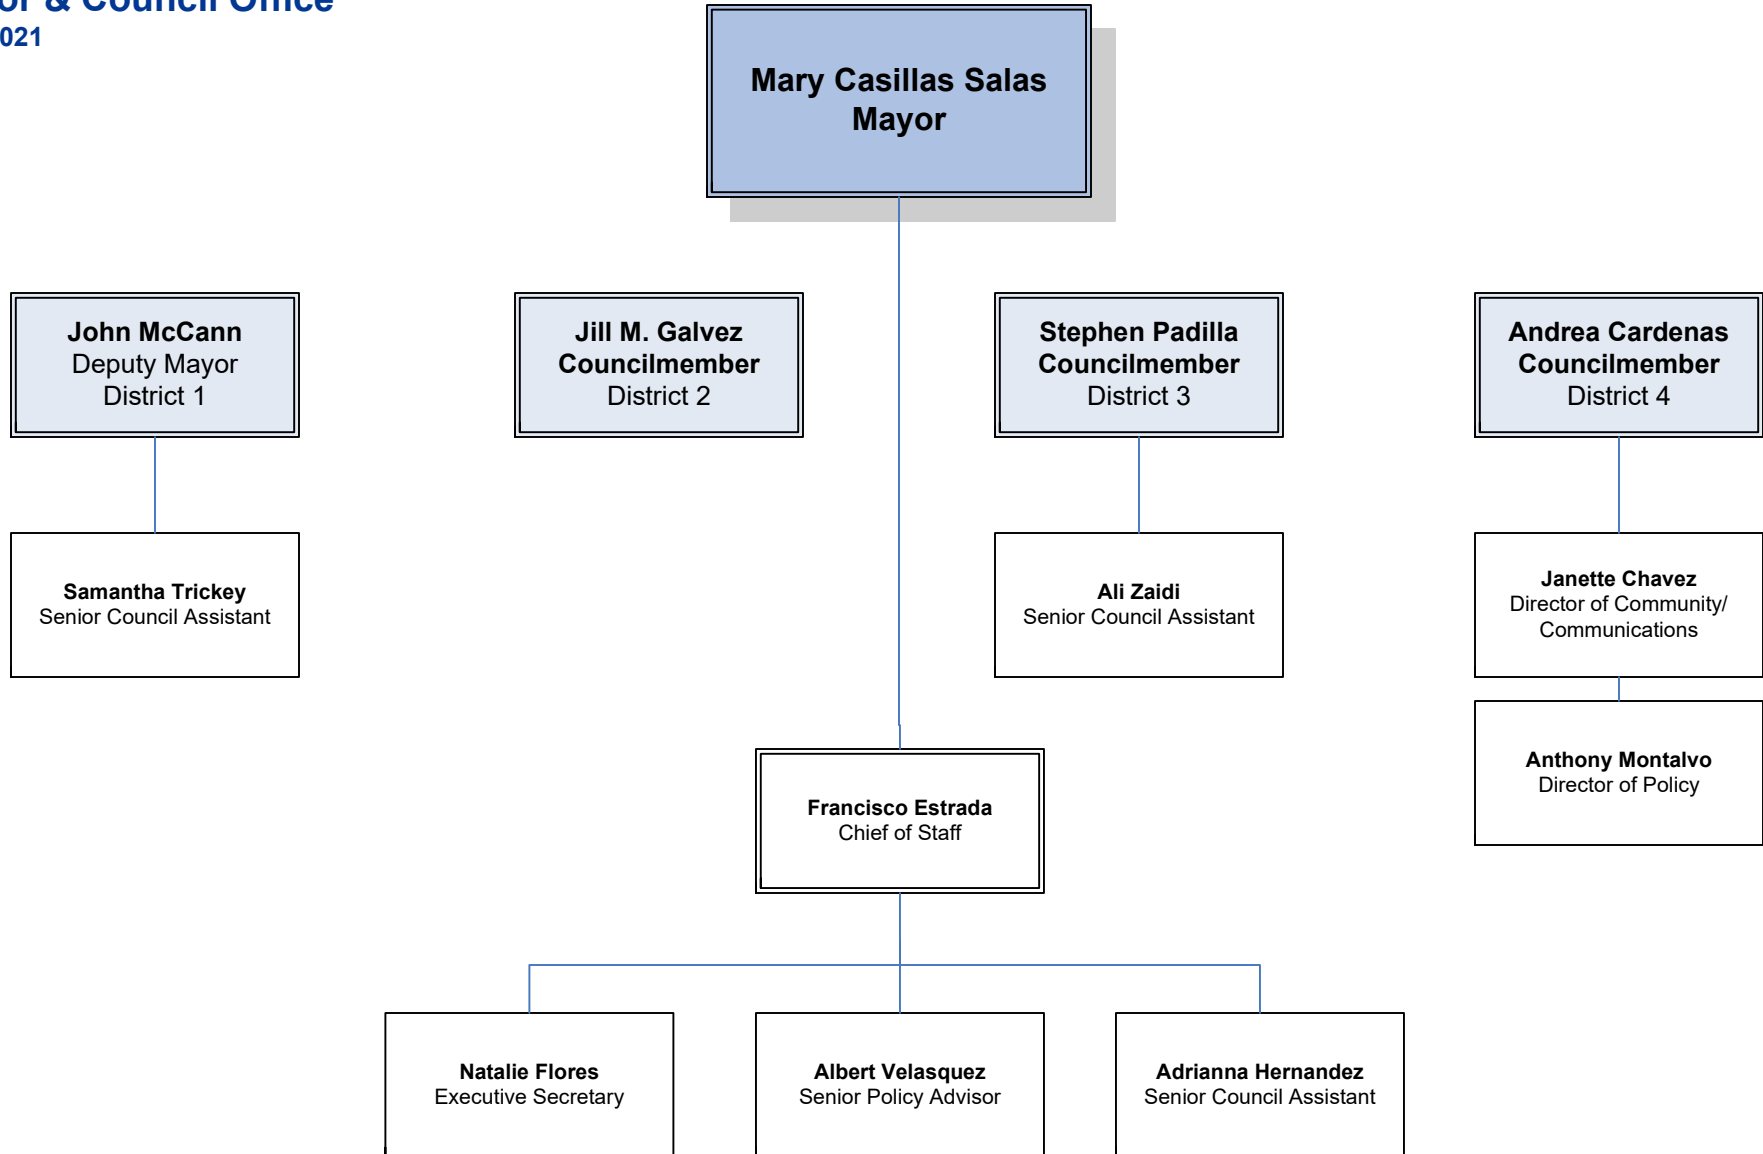 or & Council Office
021
Mary Casillas Salas
Mayor
John McCann
Deputy Mayor
District 1
Jill M. Galvez
Councilmember
District 2
Stephen Padilla
Councilmember
District 3
Andrea Cardenas
Councilmember
District 4
Samantha Trickey
Senior Council Assistant
Ali Zaidi
Senior Council Assistant
Janette Chavez
Director of Community/
Communications
Anthony Montalvo
Director of Policy
Francisco Estrada
Chief of Staff
Natalie Flores
Executive Secretary
Albert Velasquez
Senior Policy Advisor
Adrianna Hernandez
Senior Council Assistant